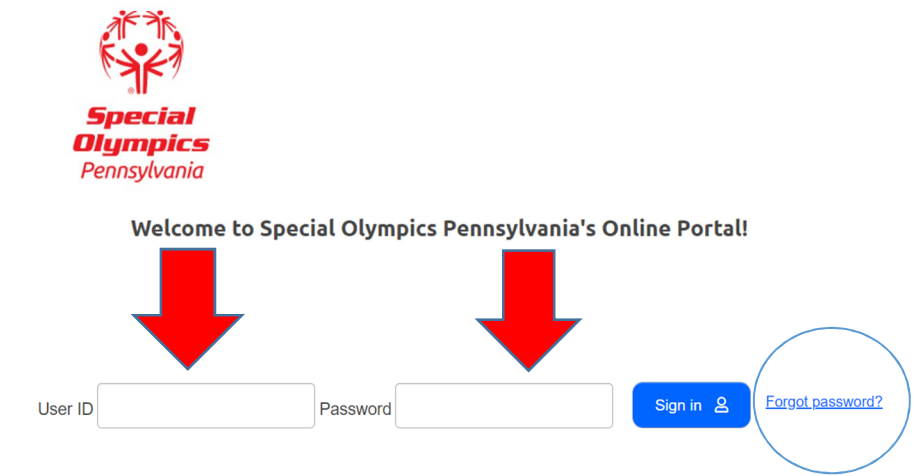 Special
Olympics
Pennsylvania
Welcome to Special Olympics Pennsylvania's Online Portal!
User ID Password Sign in Forgot password?